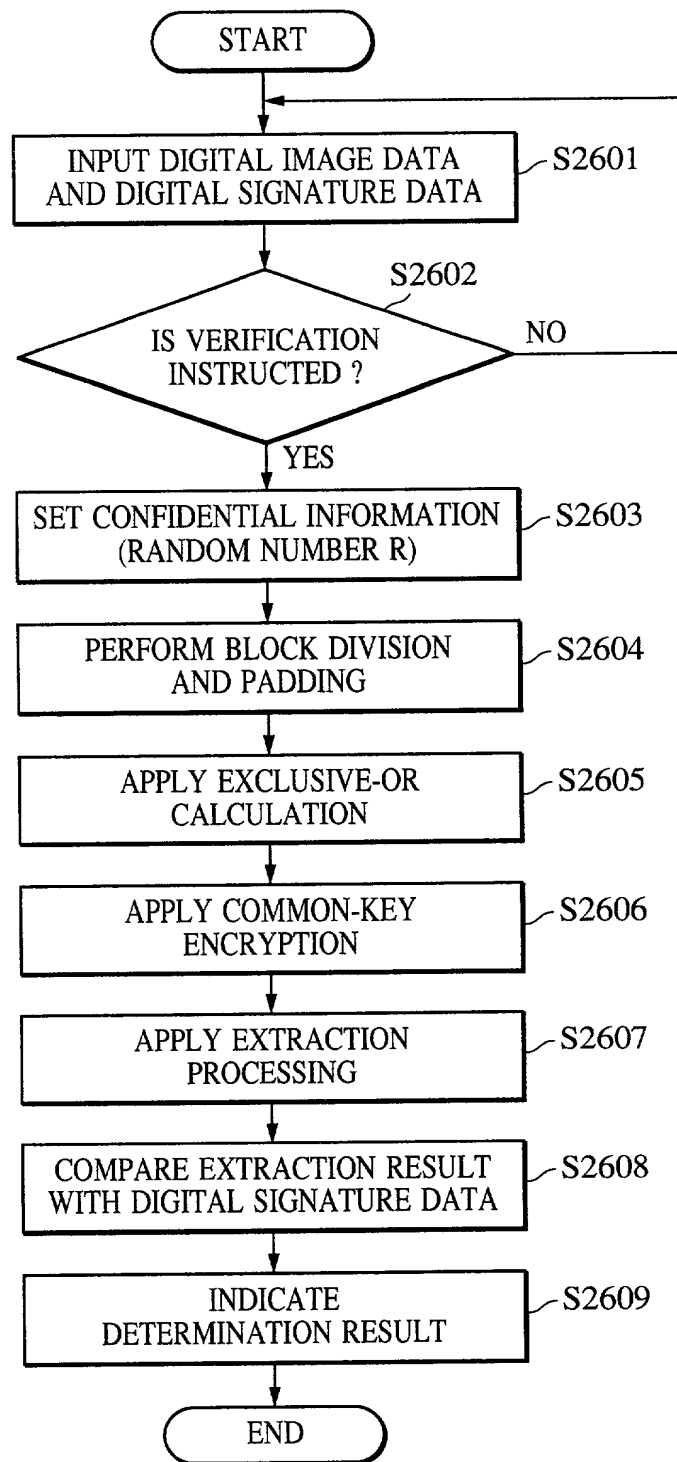 START
INPUT DIGITAL IMAGE DATA
AND DIGITAL SIGNATURE DATA
S2601
S2602
IS VERIFICATION
INSTRUCTED ?
NO
YES
SET CONFIDENTIAL INFORMATION
(RANDOM NUMBER R)
S2603
PERFORM BLOCK DIVISION
AND PADDING
S2604
APPLY EXCLUSIVE-OR
CALCULATION
S2605
APPLY COMMON-KEY
ENCRYPTION
S2606
APPLY EXTRACTION
PROCESSING
S2607
COMPARE EXTRACTION RESULT
WITH DIGITAL SIGNATURE DATA
S2608
INDICATE
DETERMINATION RESULT
S2609
END